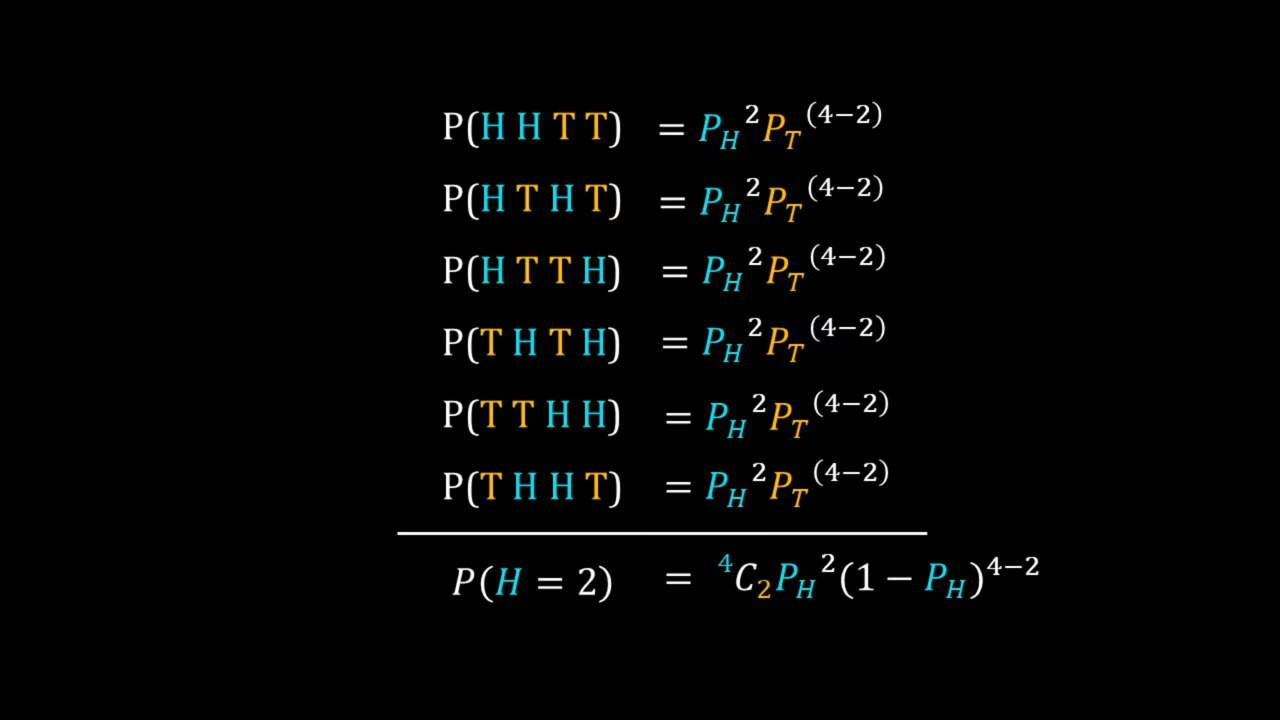 P(H H T T) = P_H^2 P_T^(4−2)
P(H T H T) = P_H^2 P_T^(4−2)
P(H T T H) = P_H^2 P_T^(4−2)
P(T H T H) = P_H^2 P_T^(4−2)
P(T T H H) = P_H^2 P_T^(4−2)
P(T H H T) = P_H^2 P_T^(4−2)
P(H = 2) = ^4C_2 P_H^2 (1 − P_H)^4−2